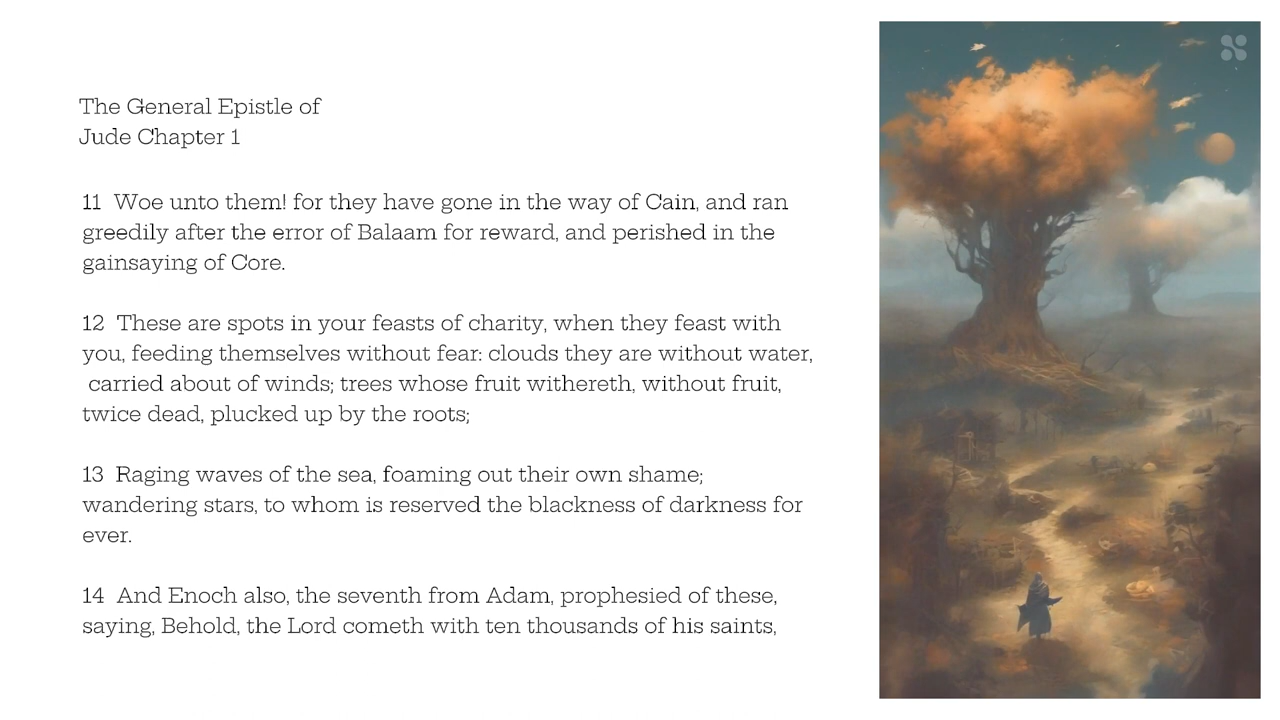 The General Epistle of
Jude Chapter 1
11 Woe unto them! for they have gone in the way of Cain, and ran
greedily after the error of Balaam for reward, and perished in the
gainsaying of Core.
12 These are spots in your feasts of charity, when they feast with
you, feeding themselves without fear: clouds they are without water,
carried about of winds; trees whose fruit withereth, without fruit,
twice dead, plucked up by the roots;
13 Raging waves of the sea, foaming out their own shame;
wandering stars, to whom is reserved the blackness of darkness for
ever.
14 And Enoch also, the seventh from Adam, prophesied of these,
saying, Behold, the Lord cometh with ten thousands of his saints,